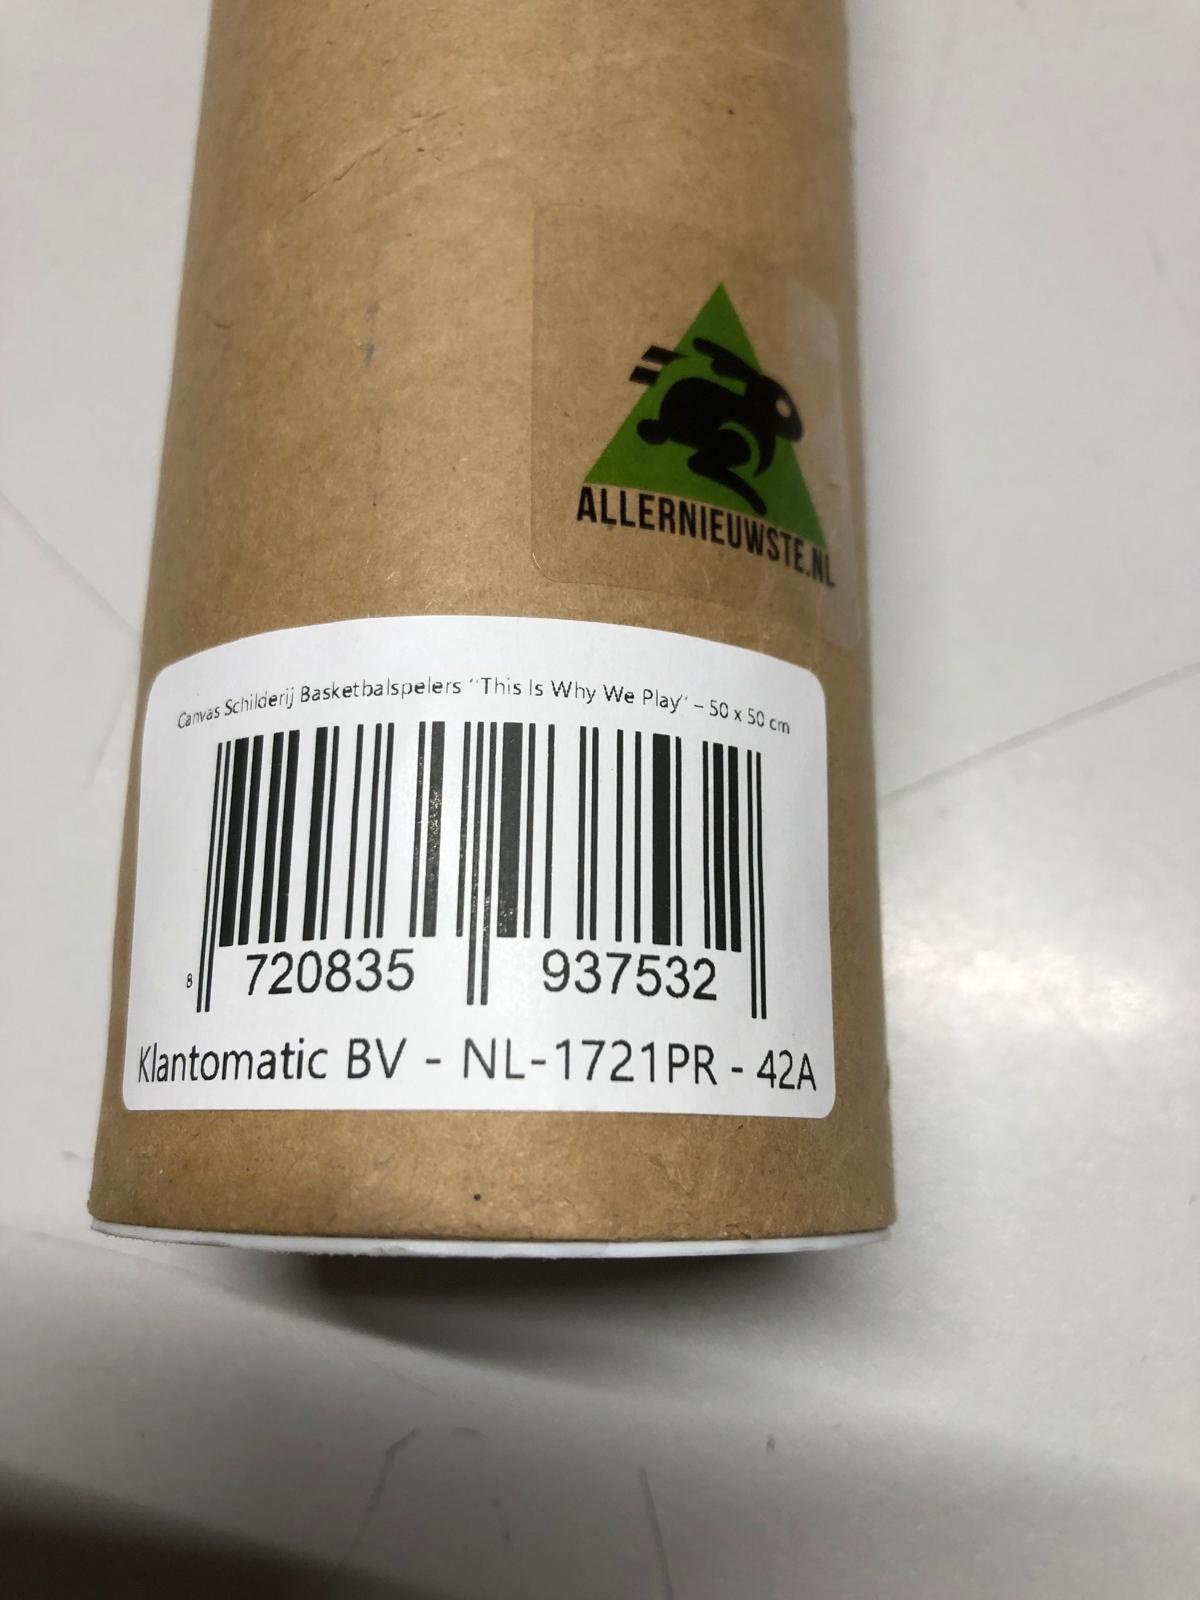 ALLERNIEUWSTE.NL
Canvas Schilderij Basketbalspelers “This Is Why We Play” – 50 x 50 cm
8 720835 937532
Klantomatic BV - NL-1721PR - 42A